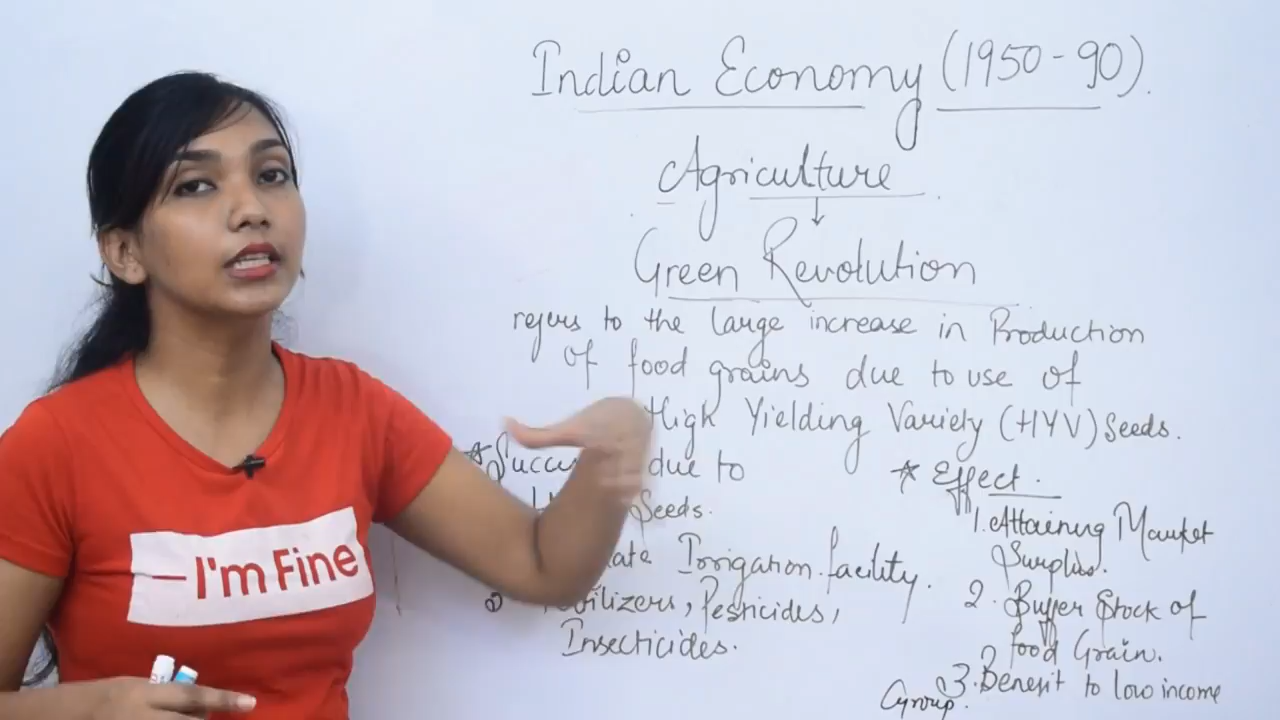 Indian Economy (1950-90).
Agriculture
Green Revolution
refers to the large increase in Production
of food grains due to use of
High Yielding Variety (HYV) Seeds.
due to
Seeds.
Irrigation facility.
Pesticides,
Insecticides.
* Effect.
1. Attaining Market
Surplus.
2. Buffer Stock of
food Grain.
3. Benefit to low income
Group.
– I'm Fine